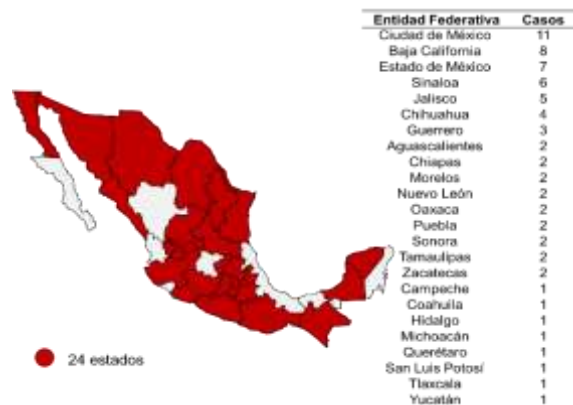 Entidad Federativa Casos
Ciudad de México 11
Baja California 8
Estado de México 7
Sinaloa 6
Jalisco 5
Chihuahua 4
Guerrero 3
Aguascalientes 2
Chiapas 2
Morelos 2
Nuevo León 2
Oaxaca 2
Puebla 2
Sonora 2
Tamaulipas 2
Zacatecas 2
Campeche 1
Coahuila 1
Hidalgo 1
Michoacán 1
Querétaro 1
San Luis Potosí 1
Tlaxcala 1
Yucatán 1
24 estados